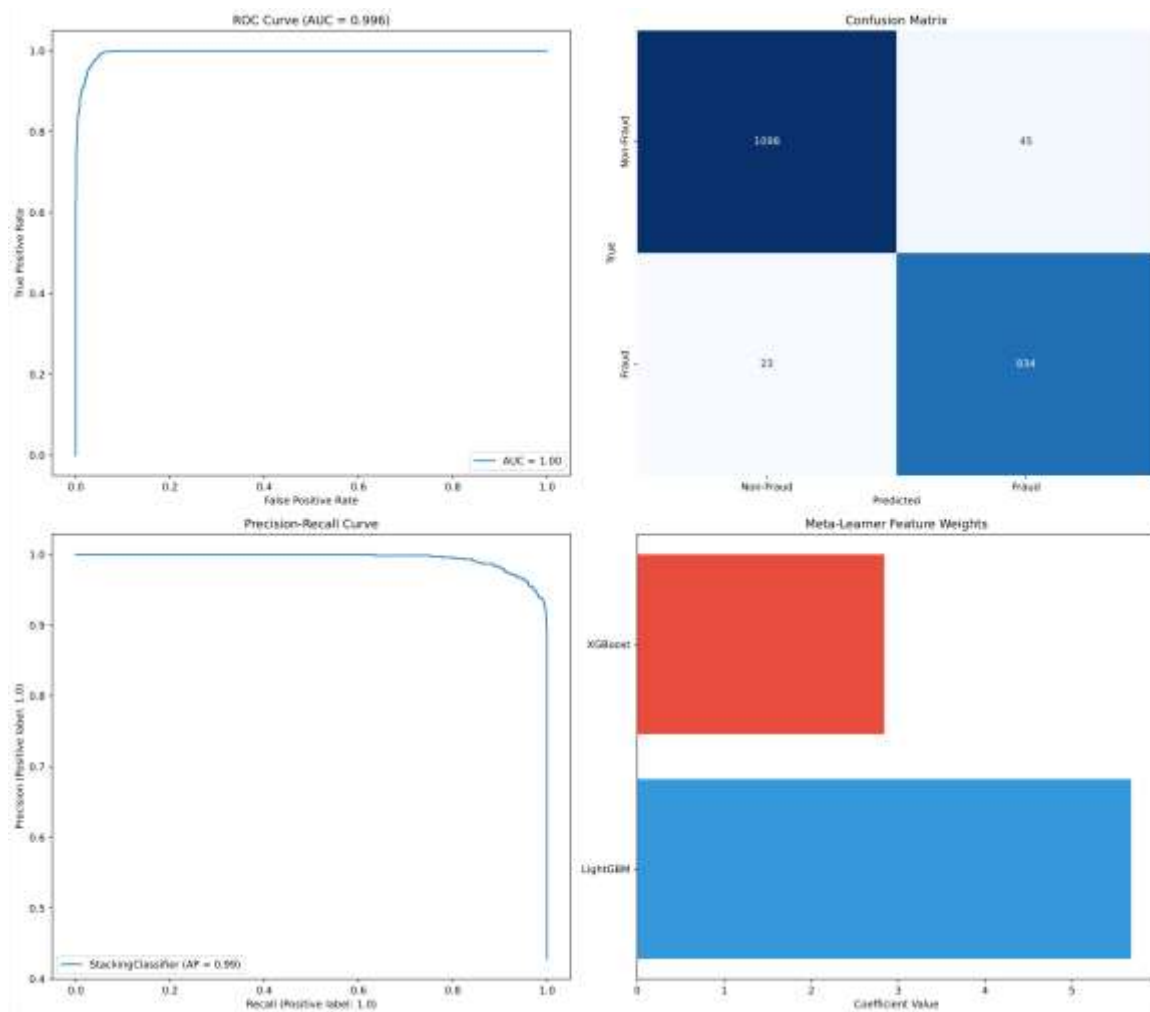 ROC Curve (AUC = 0.996)
1.0
0.8
0.6
0.4
0.2
0.0
True Positive Rate
AUC = 1.00
0.0 0.2 0.4 0.6 0.8 1.0
False Positive Rate
Confusion Matrix
Non-Fraud
Fraud
True
45
23
Non-Fraud Fraud
Predicted
Precision-Recall Curve
1.0
0.9
0.8
0.7
0.6
0.5
0.4
Precision (Positive label: 1.0)
StackingClassifier (AP = 0.99)
0.0 0.2 0.4 0.6 0.8 1.0
Recall (Positive label: 1.0)
Meta-Learner Feature Weights
XGBoost
LightGBM
0 1 2 3 4 5
Coefficient Value